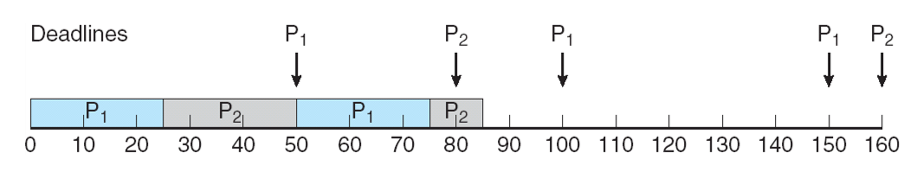 Deadlines P₁ P₂ P₁ P₁ P₂
P₁ P₂ P₁ P₂
0 10 20 30 40 50 60 70 80 90 100 110 120 130 140 150 160